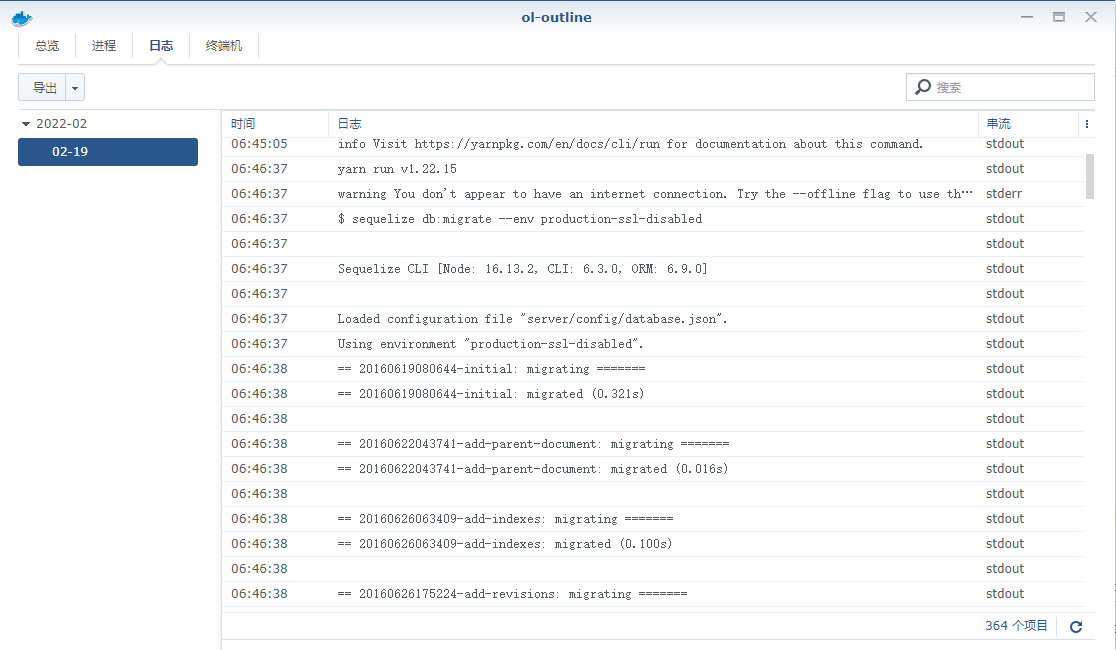 ol-outline
总览 进程 日志 终端机
导出 搜索
2022-02
02-19
时间 日志 串流
06:45:05 info Visit https://yarnpkg.com/en/docs/cli/run for documentation about this command. stdout
06:46:37 yarn run v1.22.15 stdout
06:46:37 warning You don't appear to have an internet connection. Try the --offline flag to use th… stderr
06:46:37 $ sequelize db:migrate --env production-ssl-disabled stdout
06:46:37 stdout
06:46:37 Sequelize CLI [Node: 16.13.2, CLI: 6.3.0, ORM: 6.9.0] stdout
06:46:37 stdout
06:46:37 Loaded configuration file "server/config/database.json". stdout
06:46:37 Using environment "production-ssl-disabled". stdout
06:46:38 == 20160619080644-initial: migrating ======= stdout
06:46:38 == 20160619080644-initial: migrated (0.321s) stdout
06:46:38 stdout
06:46:38 == 20160622043741-add-parent-document: migrating ======= stdout
06:46:38 == 20160622043741-add-parent-document: migrated (0.016s) stdout
06:46:38 stdout
06:46:38 == 20160626063409-add-indexes: migrating ======= stdout
06:46:38 == 20160626063409-add-indexes: migrated (0.100s) stdout
06:46:38 stdout
06:46:38 == 20160626175224-add-revisions: migrating ======= stdout
364 个项目